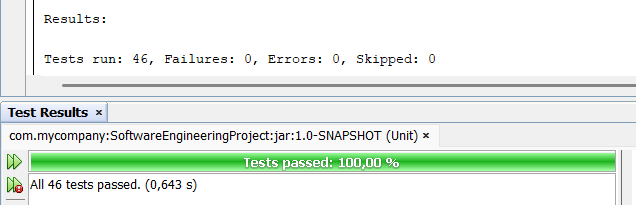 Results:
Tests run: 46, Failures: 0, Errors: 0, Skipped: 0
Test Results ×
com.mycompany:SoftwareEngineeringProject:jar:1.0-SNAPSHOT (Unit) ×
Tests passed: 100,00 %
All 46 tests passed. (0,643 s)